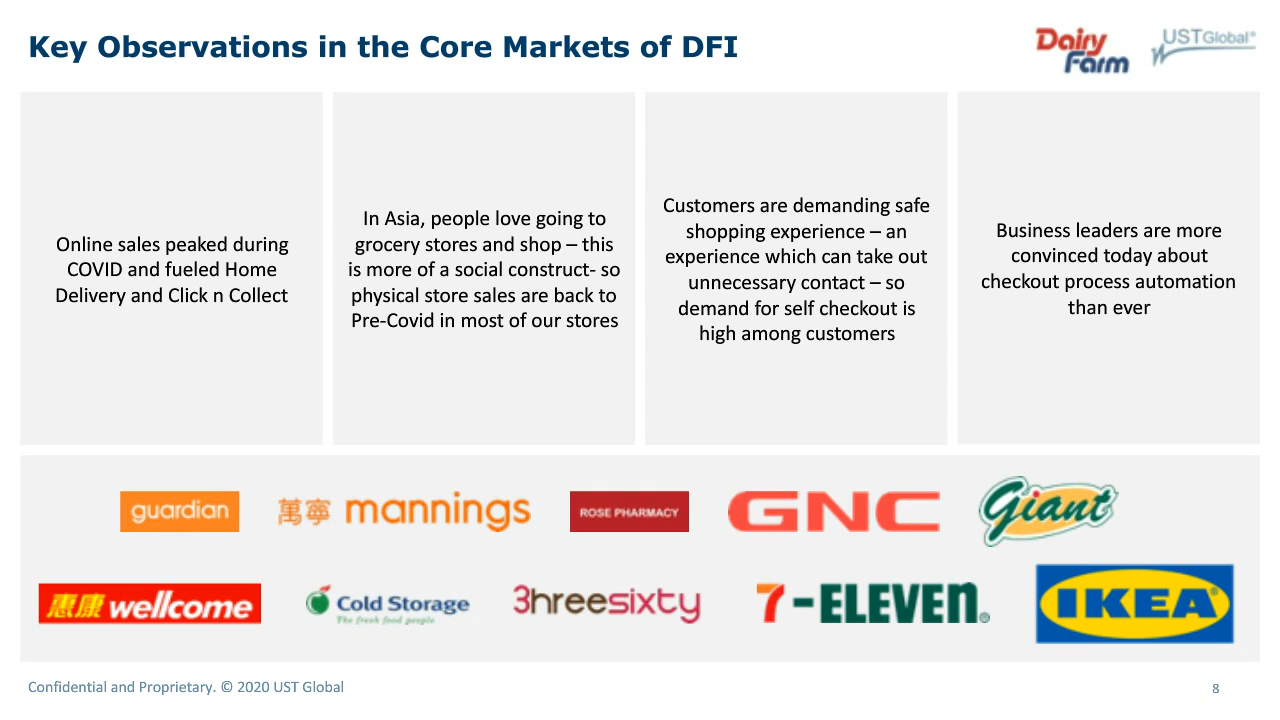 Key Observations in the Core Markets of DFI
Dairy
Farm
USTGlobal®
Online sales peaked during
COVID and fueled Home
Delivery and Click n Collect
In Asia, people love going to
grocery stores and shop – this
is more of a social construct- so
physical store sales are back to
Pre-Covid in most of our stores
Customers are demanding safe
shopping experience – an
experience which can take out
unnecessary contact – so
demand for self checkout is
high among customers
Business leaders are more
convinced today about
checkout process automation
than ever
guardian
萬寧 mannings
ROSE PHARMACY
GNC
Giant
惠康 wellcome
Cold Storage
The fresh food people
3hreesixty
7-ELEVEN®
IKEA®
Confidential and Proprietary. © 2020 UST Global
8